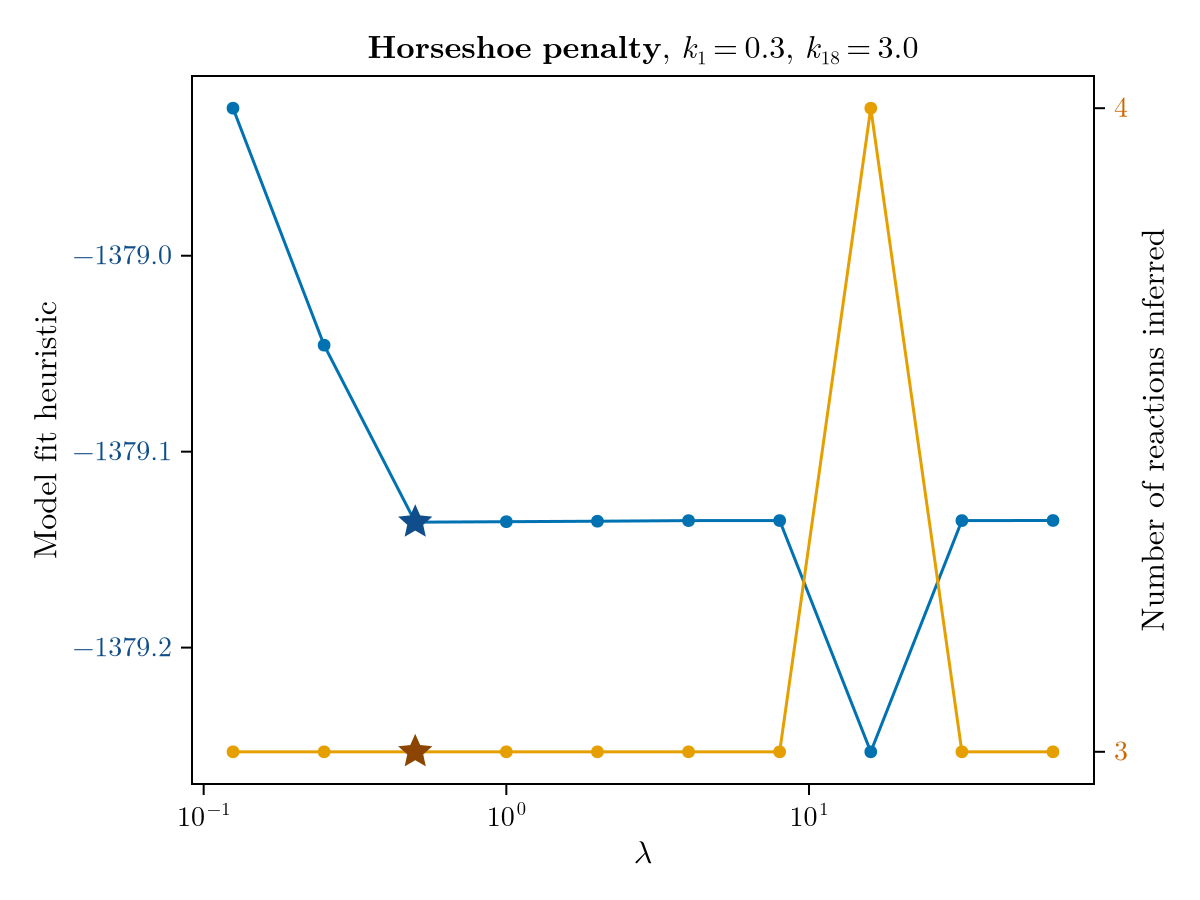 Horseshoe penalty, k₁ = 0.3, k₁₈ = 3.0
Model fit heuristic
−1379.0
−1379.1
−1379.2
4
3
Number of reactions inferred
10⁻¹
10⁰
10¹
λ